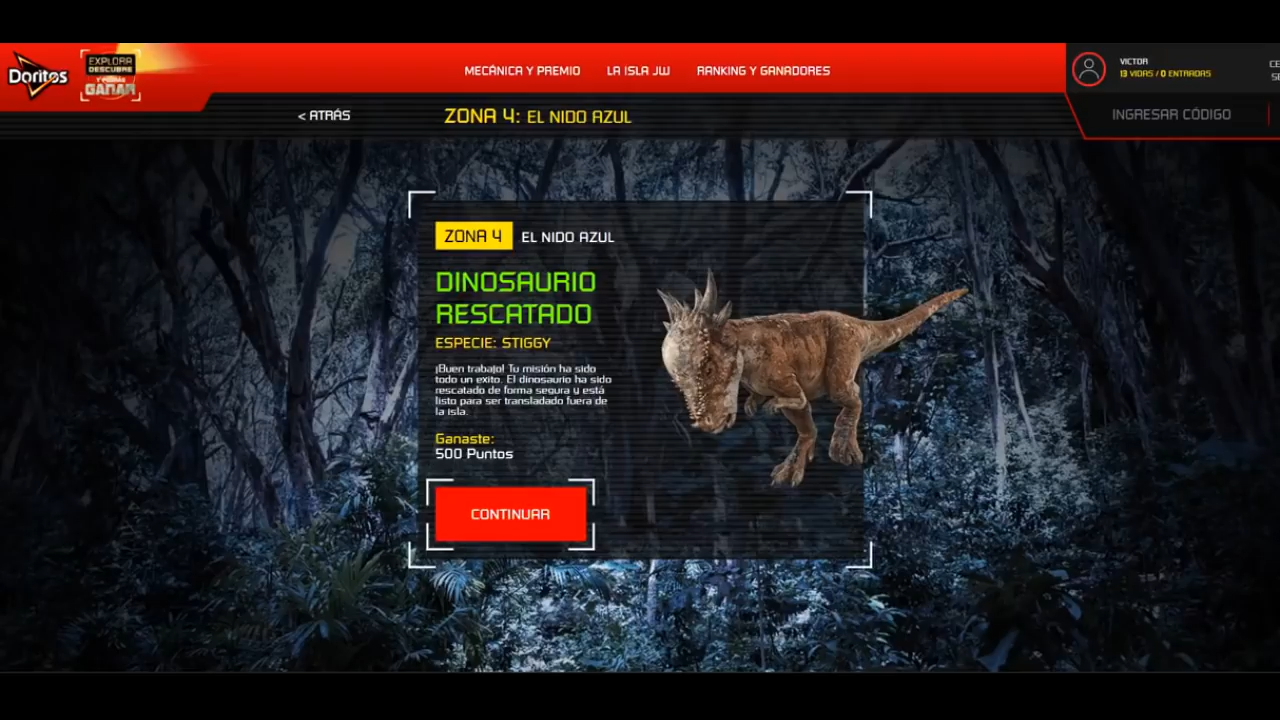 Doritos
EXPLORA
DESCUBRE
GANAR
MECÁNICA Y PREMIO
LA ISLA JW
RANKING Y GANADORES
VICTOR
13 VIDAS / 0 ENTRADAS
< ATRÁS
ZONA 4: EL NIDO AZUL
INGRESAR CÓDIGO
ZONA 4
EL NIDO AZUL
DINOSAURIO
RESCATADO
ESPECIE: STIGGY
¡Buen trabajo! Tu misión ha sido
todo un exito. El dinosaurio ha sido
rescatado de forma segura y está
listo para ser transladado fuera de
la isla.
Ganaste:
500 Puntos
CONTINUAR